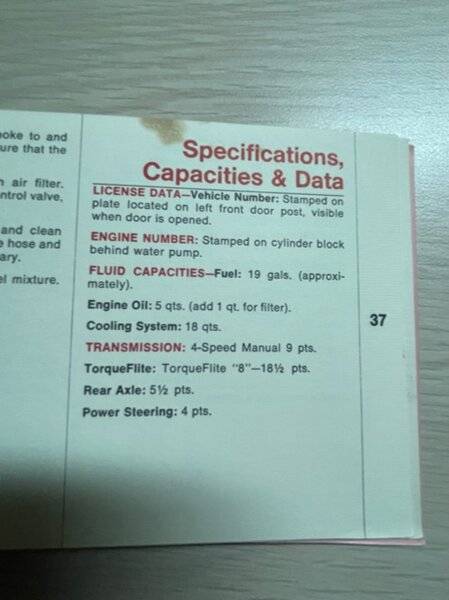 oke to and
ure that the
air filter.
ntrol valve,
and clean
e hose and
ary.
el mixture.
Specifications,
Capacities & Data
LICENSE DATA—Vehicle Number: Stamped on
plate located on left front door post, visible
when door is opened.
ENGINE NUMBER: Stamped on cylinder block
behind water pump.
FLUID CAPACITIES—Fuel: 19 gals. (approxi-
mately).
Engine Oil: 5 qts. (add 1 qt. for filter).
Cooling System: 18 qts.
TRANSMISSION: 4-Speed Manual 9 pts.
TorqueFlite: TorqueFlite "8"—18½ pts.
Rear Axle: 5½ pts.
Power Steering: 4 pts.
37